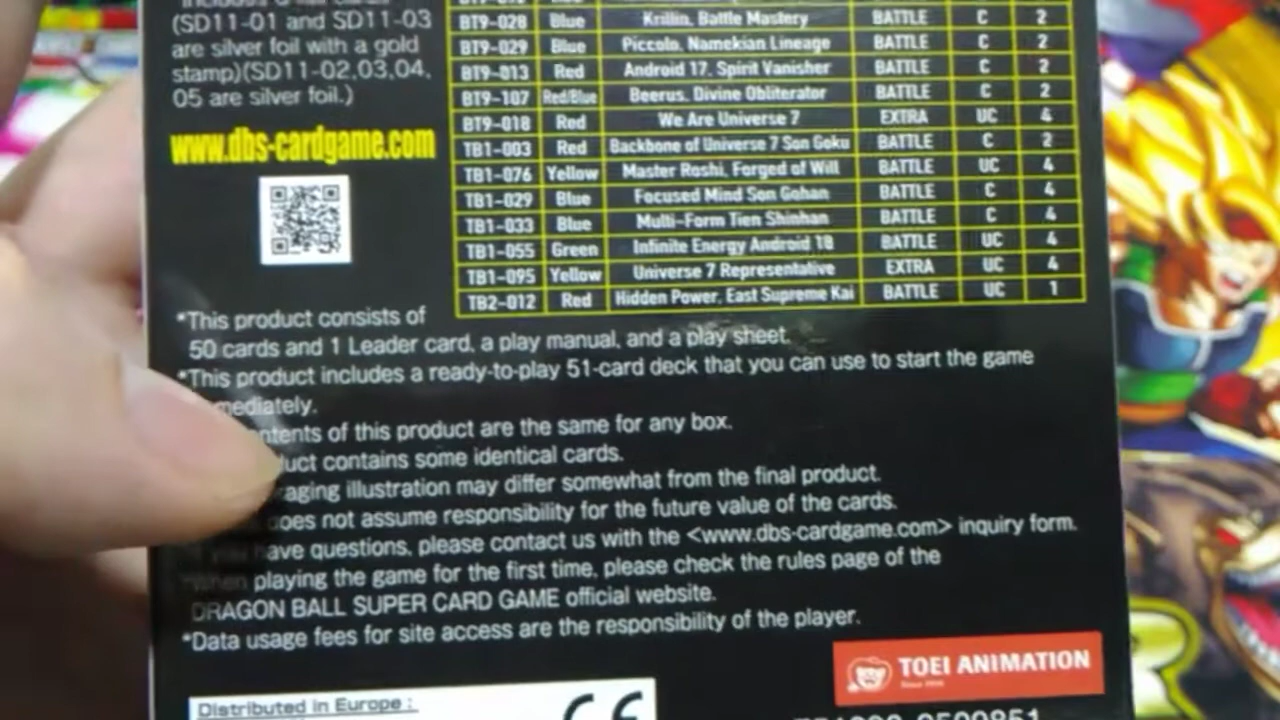 (SD11-01 and SD11-03
are silver foil with a gold
stamp)(SD11-02,03,04,
05 are silver foil.)
www.dbs-cardgame.com
BT9-028 Blue Krillin, Battle Mastery BATTLE C 2
BT9-029 Blue Piccolo, Namekian Lineage BATTLE C 2
BT9-013 Red Android 17, Spirit Vanisher BATTLE C 2
BT9-107 Red/Blue Beerus, Divine Obliterator BATTLE C 2
BT9-018 Red We Are Universe 7 EXTRA UC 4
TB1-003 Red Backbone of Universe 7 Son Goku BATTLE C 2
TB1-076 Yellow Master Roshi, Forged of Will BATTLE UC 4
TB1-029 Blue Focused Mind Son Gohan BATTLE C 4
TB1-033 Blue Multi-Form Tien Shinhan BATTLE C 4
TB1-055 Green Infinite Energy Android 18 BATTLE UC 4
TB1-095 Yellow Universe 7 Representative EXTRA UC 4
TB2-012 Red Hidden Power, East Supreme Kai BATTLE UC 1
*This product consists of
50 cards and 1 Leader card, a play manual, and a play sheet.
*This product includes a ready-to-play 51-card deck that you can use to start the game
mediately.
ntents of this product are the same for any box.
uct contains some identical cards.
aging illustration may differ somewhat from the final product.
does not assume responsibility for the future value of the cards.
you have questions, please contact us with the <www.dbs-cardgame.com> inquiry form.
*When playing the game for the first time, please check the rules page of the
DRAGON BALL SUPER CARD GAME official website.
*Data usage fees for site access are the responsibility of the player.
TOEI ANIMATION
Distributed in Europe :
CE